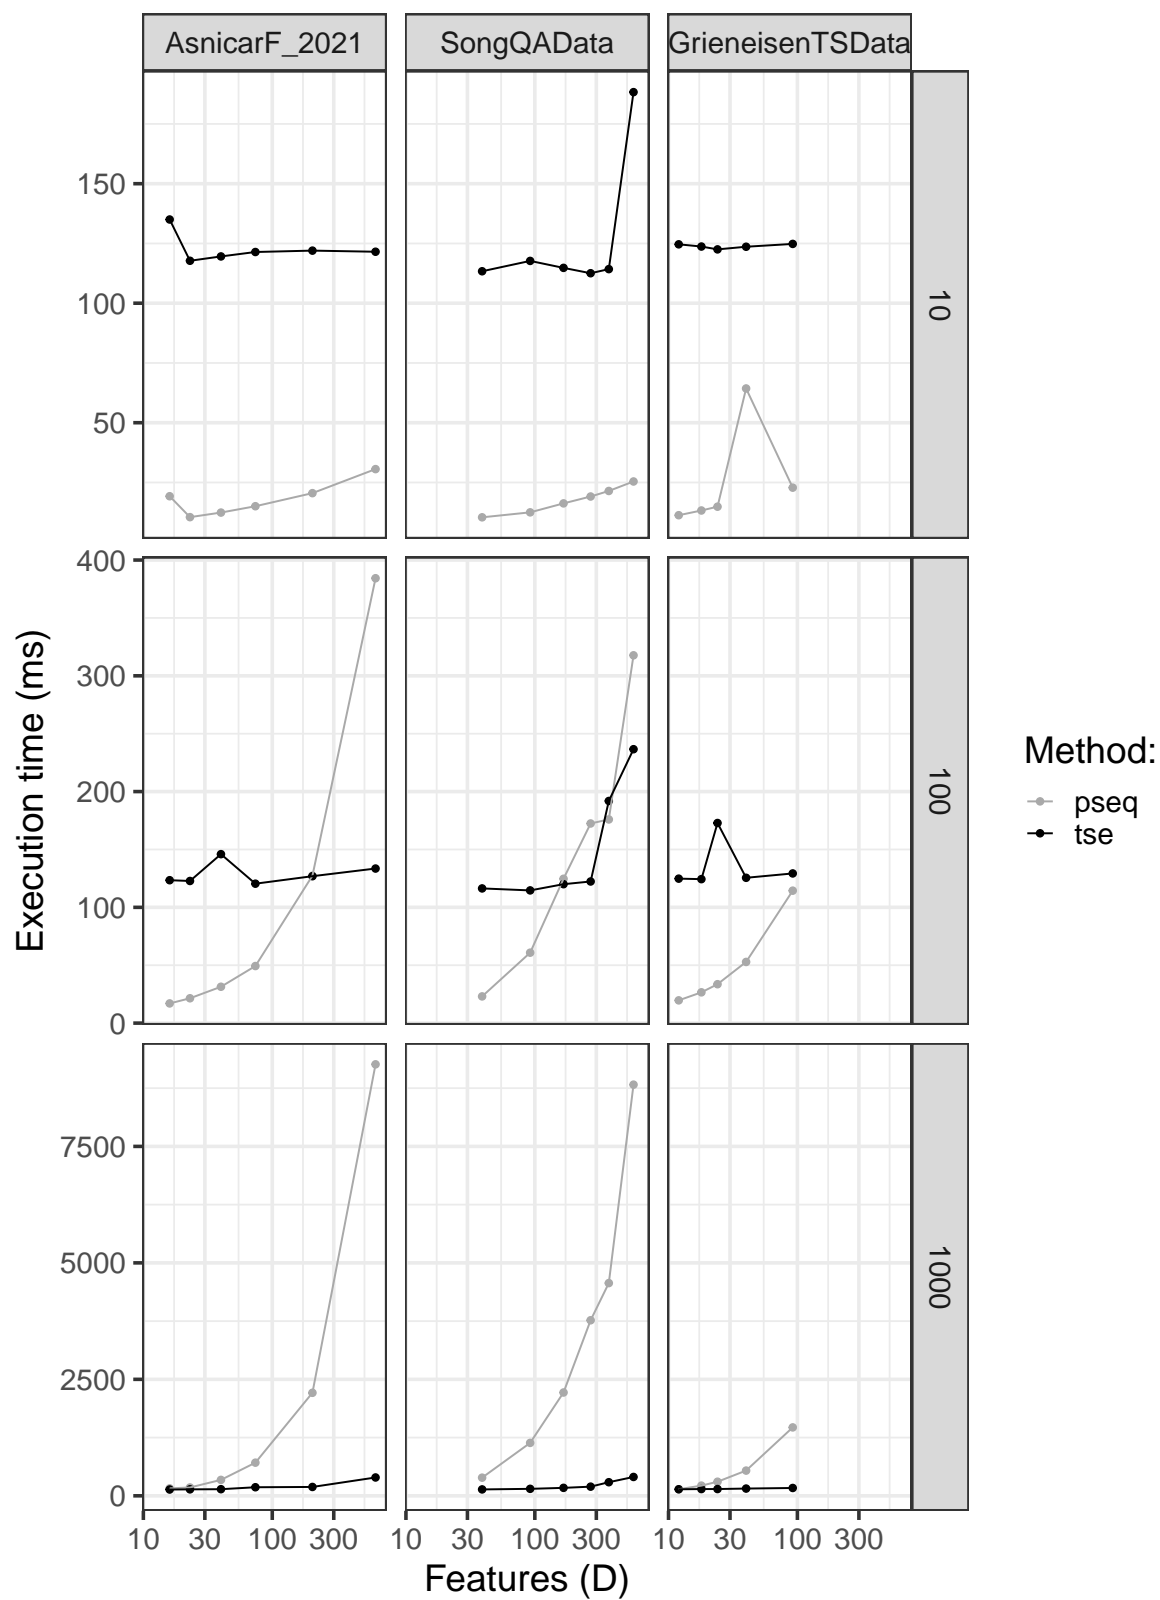 AsnicarF_2021 SongQAData GrieneisenTSData
150
100
50
10
Execution time (ms)
400
300
200
100
0
100
Method:
pseq
tse
7500
5000
2500
0
1000
10 30 100 300 10 30 100 300 10 30 100 300
Features (D)